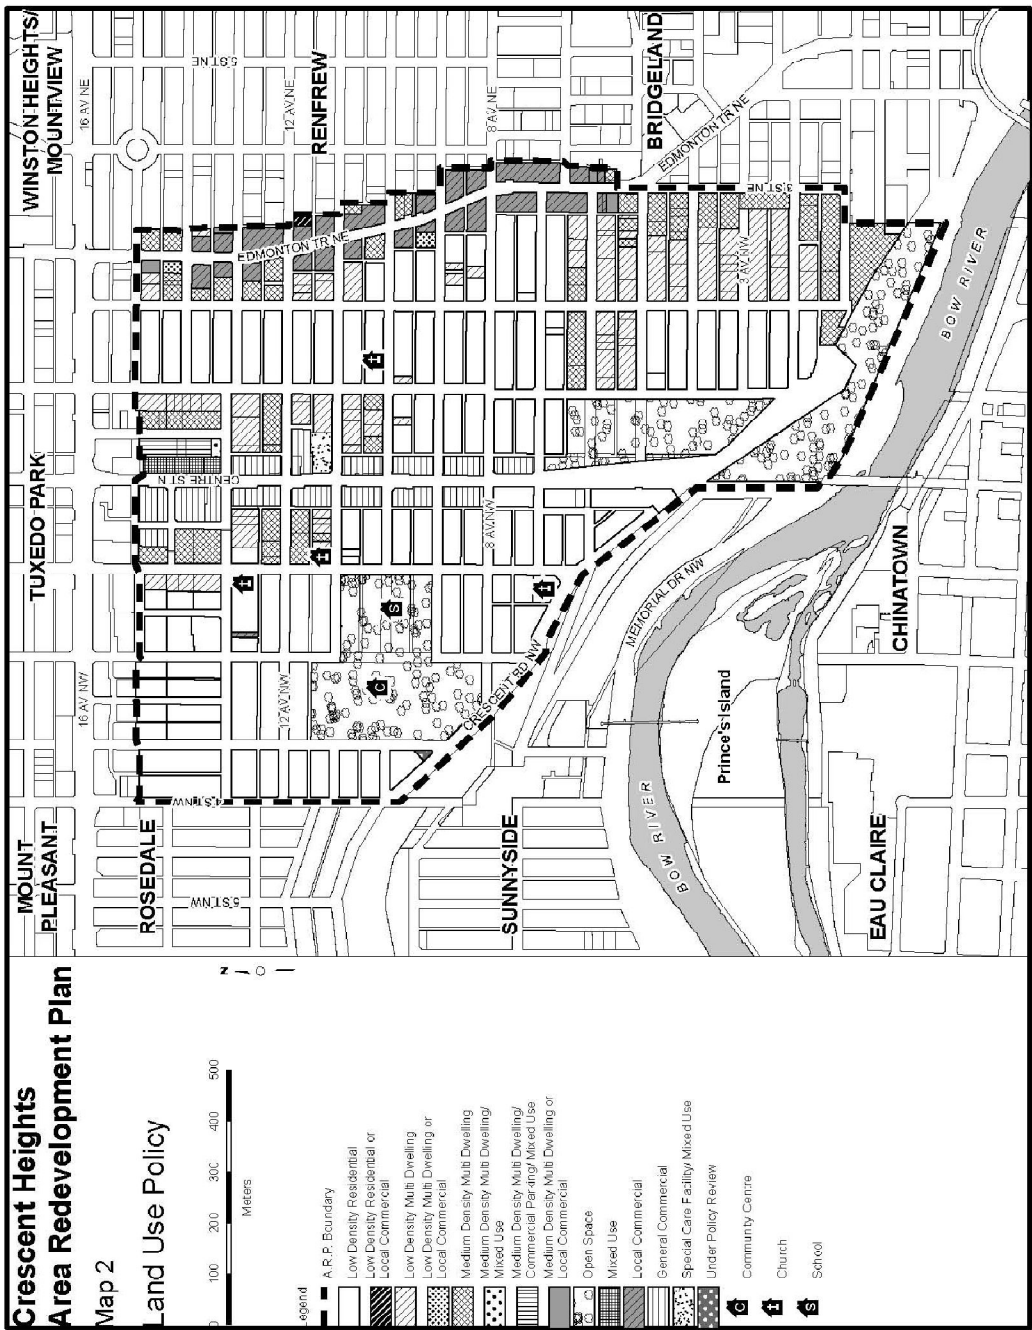 Crescent Heights
Area Redevelopment Plan
Map 2
Land Use Policy
0 100 200 300 400 500
Meters
N
Legend
A.R.P. Boundary
Low Density Residential
Low Density Residential or
Local Commercial
Low Density Multi Dwelling
Low Density Multi Dwelling or
Local Commercial
Medium Density Multi Dwelling
Medium Density Multi Dwelling/
Mixed Use
Medium Density Multi Dwelling/
Commercial Parking/ Mixed Use
Medium Density Multi Dwelling or
Local Commercial
Open Space
Mixed Use
Local Commercial
General Commercial
Special Care Facility/ Mixed Use
Under Policy Review
C
Community Centre
Church
S
School
MOUNT
PLEASANT
TUXEDO PARK
WINSTON HEIGHTS/
MOUNTVIEW
16 AV NW
16 AV NE
ROSEDALE
5 ST NW
4 ST NW
CENTRE ST N
EDMONTON TR NE
5 ST NE
12 AV NW
12 AV NE
RENFREW
C
S
8 AV NW
8 AV NE
CRESCENT RD NW
SUNNYSIDE
MEMORIAL DR NW
BRIDGELAND
EDMONTON TR NE
3 ST NE
3 AV NW
BOW RIVER
Prince's Island
BOW RIVER
EAU CLAIRE
CHINATOWN